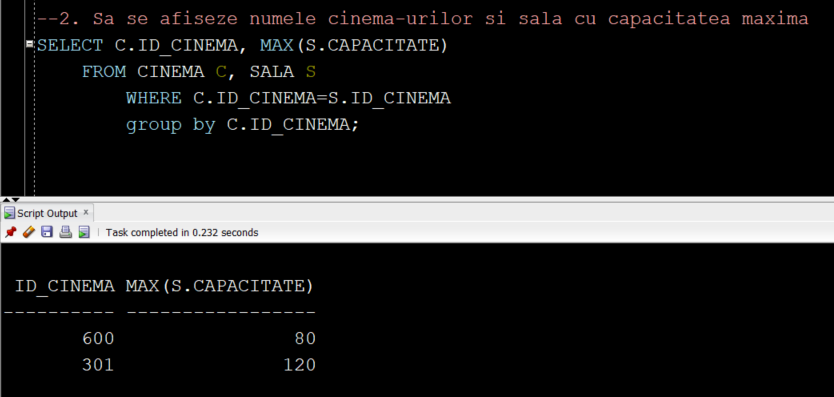 --2. Sa se afiseze numele cinema-urilor si sala cu capacitatea maxima
SELECT C.ID_CINEMA, MAX(S.CAPACITATE)
FROM CINEMA C, SALA S
WHERE C.ID_CINEMA=S.ID_CINEMA
group by C.ID_CINEMA;
Script Output x
Task completed in 0.232 seconds
ID_CINEMA MAX(S.CAPACITATE)
---------- -----------------
600 80
301 120